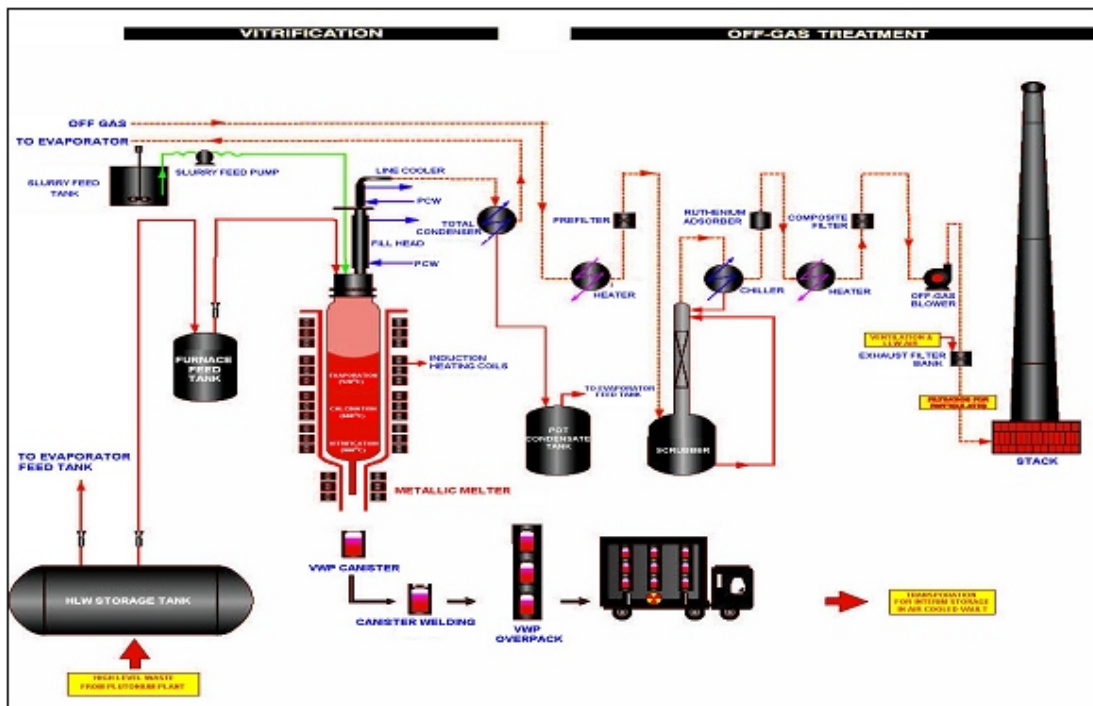 VITRIFICATION
OFF-GAS TREATMENT
OFF GAS
TO EVAPORATOR
SLURRY FEED
TANK
SLURRY FEED PUMP
LINE COOLER
PCW
TOTAL
CONDENSER
FILL HEAD
PCW
PREFILTER
HEATER
RUTHENIUM
ADSORBER
CHILLER
COMPOSITE
FILTER
HEATER
OFF-GAS
BLOWER
VENTILATION &
EXHAUST FILTER
BANK
STACK
FURNACE
FEED
TANK
INDUCTION
HEATING COILS
EVAPORATION
CALCINATION
VITRIFICATION
METALLIC MELTER
TO EVAPORATOR FEED
TANK
POT
CONDENSATE
TANK
SCRUBBER
TO EVAPORATOR
FEED TANK
HLW STORAGE TANK
HIGH LEVEL WASTE
FROM PLUTONIUM PLANT
VWP CANISTER
CANISTER WELDING
VWP
OVERPACK
FOR INTERIM STORAGE
IN AIR COOLED VAULT